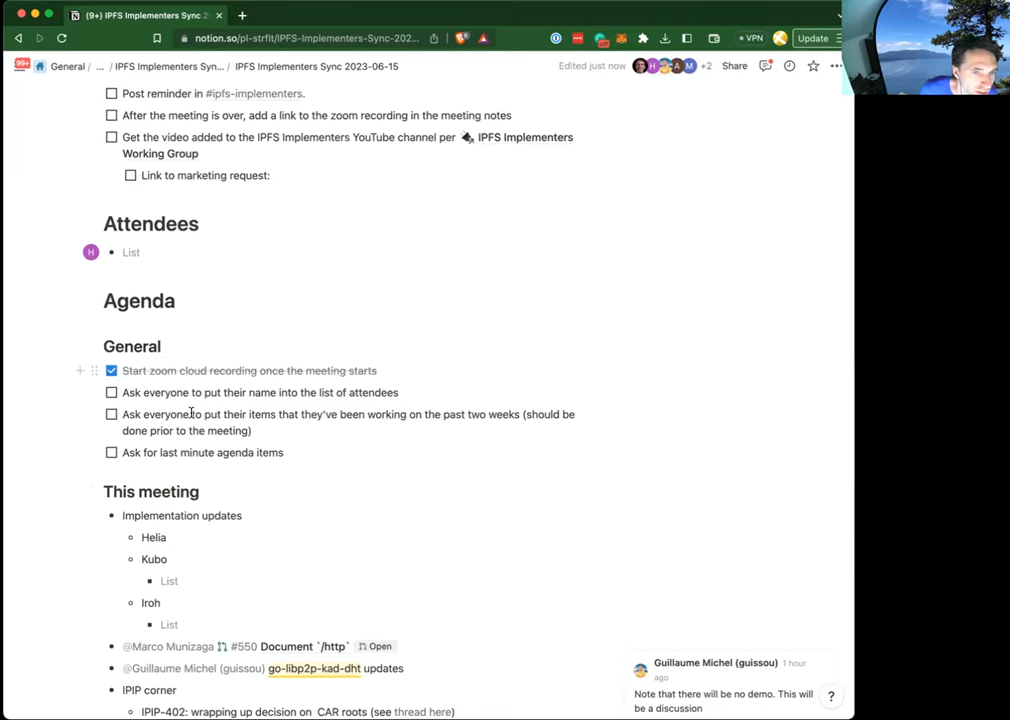 (9+) IPFS Implementers Sync 2
notion.so/pl-strflt/IPFS-Implementers-Sync-202...
VPN
Update
99+
General / ... / IPFS Implementers Syn... / IPFS Implementers Sync 2023-06-15
Edited just now
H
A
M
+2
Share
Post reminder in #ipfs-implementers.
After the meeting is over, add a link to the zoom recording in the meeting notes
Get the video added to the IPFS Implementers YouTube channel per IPFS Implementers
Working Group
Link to marketing request:
Attendees
H
List
Agenda
General
Start zoom cloud recording once the meeting starts
Ask everyone to put their name into the list of attendees
Ask everyone to put their items that they've been working on the past two weeks (should be
done prior to the meeting)
Ask for last minute agenda items
This meeting
Implementation updates
Helia
Kubo
List
Iroh
List
@Marco Munizaga #550 Document `/http` Open
@Guillaume Michel (guissou) go-libp2p-kad-dht updates
IPIP corner
IPIP-402: wrapping up decision on CAR roots (see thread here)
Guillaume Michel (guissou) 1 hour
ago
Note that there will be no demo. This will
be a discussion
?